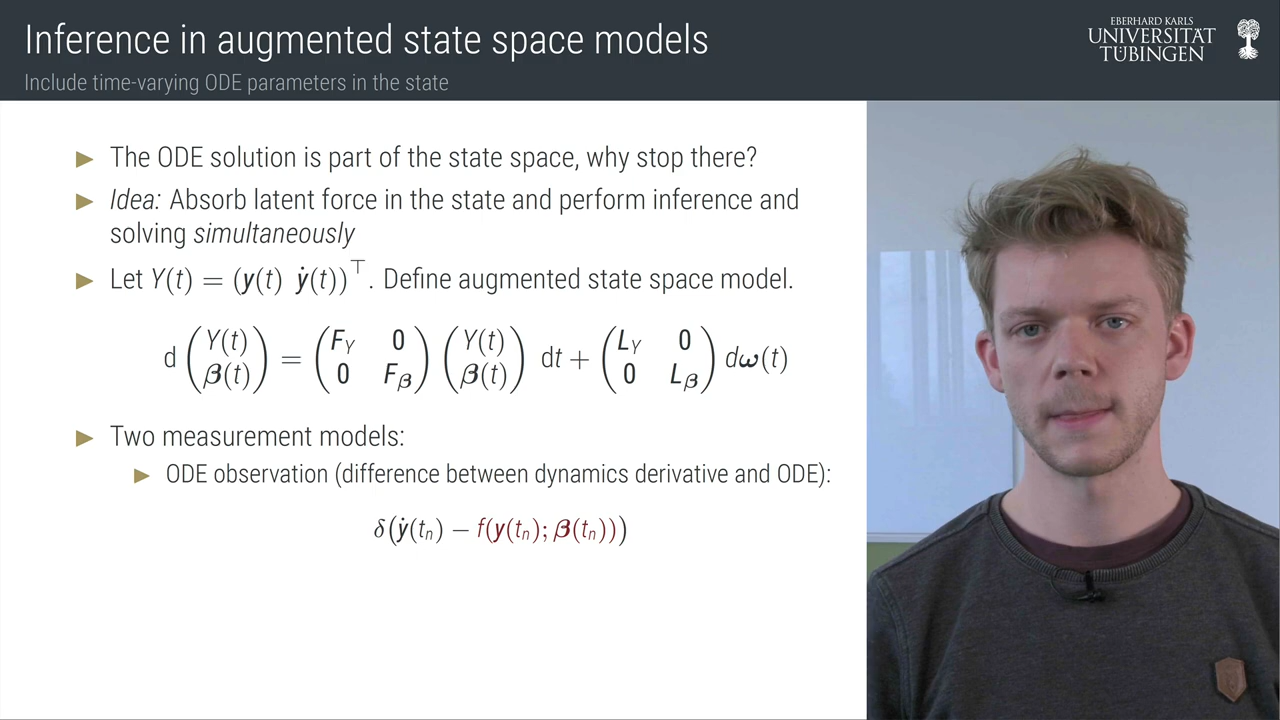 Inference in augmented state space models
Include time-varying ODE parameters in the state
EBERHARD KARLS
UNIVERSITÄT
TÜBINGEN
▶ The ODE solution is part of the state space, why stop there?
▶ Idea: Absorb latent force in the state and perform inference and
solving simultaneously
▶ Let Y(t) = (y(t) ẏ(t))⊤. Define augmented state space model.
d (Y(t) β(t)) = (F_Y 0 0 F_β) (Y(t) β(t)) dt + (L_Y 0 0 L_β) dω(t)
▶ Two measurement models:
▶ ODE observation (difference between dynamics derivative and ODE):
δ(ẏ(tₙ) − f(y(tₙ); β(tₙ)))